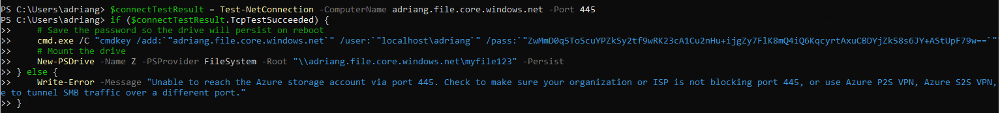 PS C:\Users\adriang> $connectTestResult = Test-NetConnection -ComputerName adriang.file.core.windows.net -Port 445
PS C:\Users\adriang> if ($connectTestResult.TcpTestSucceeded) {
>>     # Save the password so the drive will persist on reboot
>>     cmd.exe /C "cmdkey /add:`"adriang.file.core.windows.net`" /user:`"localhost\adriang`" /pass:`"ZwMmD0q5ToScuYPZkSy2tf9wRK23cA1Cu2nHu+ijgZy7FlK8mQ4iQ6KqcyrtAxuCBDYjZk58s6JY+AStUpF79w==`"
>>     # Mount the drive
>>     New-PSDrive -Name Z -PSProvider FileSystem -Root "\\adriang.file.core.windows.net\myfile123" -Persist
>> } else {
>>     Write-Error -Message "Unable to reach the Azure storage account via port 445. Check to make sure your organization or ISP is not blocking port 445, or use Azure P2S VPN, Azure S2S VPN,
e to tunnel SMB traffic over a different port."
>> }